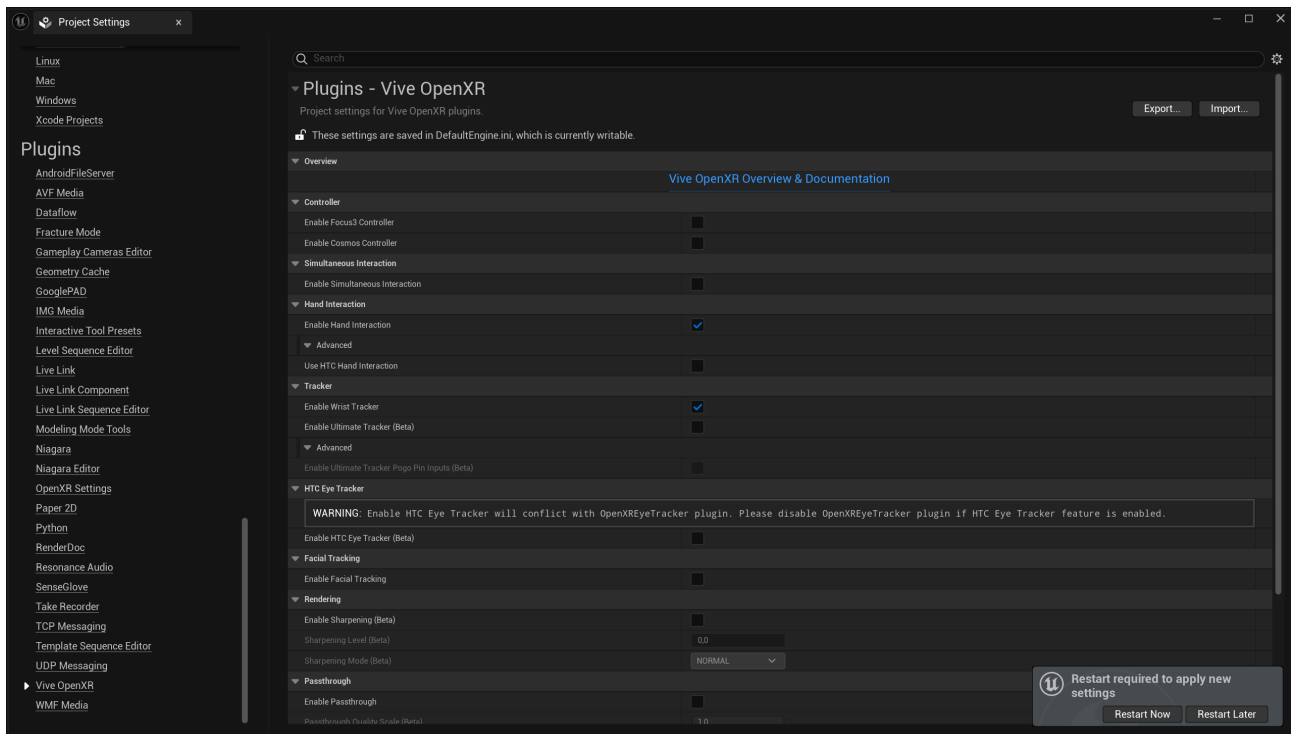 Project Settings
Linux
Mac
Windows
Xcode Projects
Plugins
AndroidFileServer
AVF Media
Dataflow
Fracture Mode
Gameplay Cameras Editor
Geometry Cache
GooglePAD
IMG Media
Interactive Tool Presets
Level Sequence Editor
Live Link
Live Link Component
Live Link Sequence Editor
Modeling Mode Tools
Niagara
Niagara Editor
OpenXR Settings
Paper 2D
Python
RenderDoc
Resonance Audio
SenseGlove
Take Recorder
TCP Messaging
Template Sequence Editor
UDP Messaging
Vive OpenXR
WMF Media
Search
Plugins - Vive OpenXR
Project settings for Vive OpenXR plugins.
Export... Import...
These settings are saved in DefaultEngine.ini, which is currently writable.
Overview
Vive OpenXR Overview & Documentation
Controller
Enable Focus3 Controller
Enable Cosmos Controller
Simultaneous Interaction
Enable Simultaneous Interaction
Hand Interaction
Enable Hand Interaction
Advanced
Use HTC Hand Interaction
Tracker
Enable Wrist Tracker
Enable Ultimate Tracker (Beta)
Advanced
Enable Ultimate Tracker Pogo Pin Inputs (Beta)
HTC Eye Tracker
WARNING: Enable HTC Eye Tracker will conflict with OpenXREyeTracker plugin. Please disable OpenXREyeTracker plugin if HTC Eye Tracker feature is enabled.
Enable HTC Eye Tracker (Beta)
Facial Tracking
Enable Facial Tracking
Rendering
Enable Sharpening (Beta)
Sharpening Level (Beta) 0,0
Sharpening Mode (Beta) NORMAL
Passthrough
Enable Passthrough
Passthrough Quality Scale (Beta) 1,0
Restart required to apply new
settings
Restart Now Restart Later